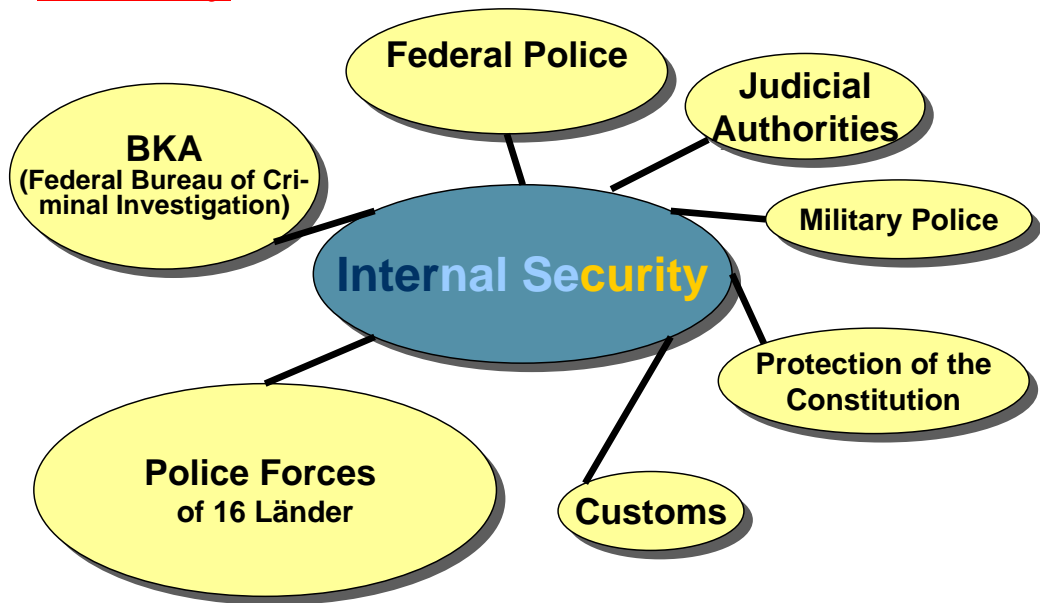 Federal Police
Judicial
Authorities
BKA
(Federal Bureau of Cri-
minal Investigation)
Military Police
Internal Security
Protection of the
Constitution
Police Forces
of 16 Länder
Customs